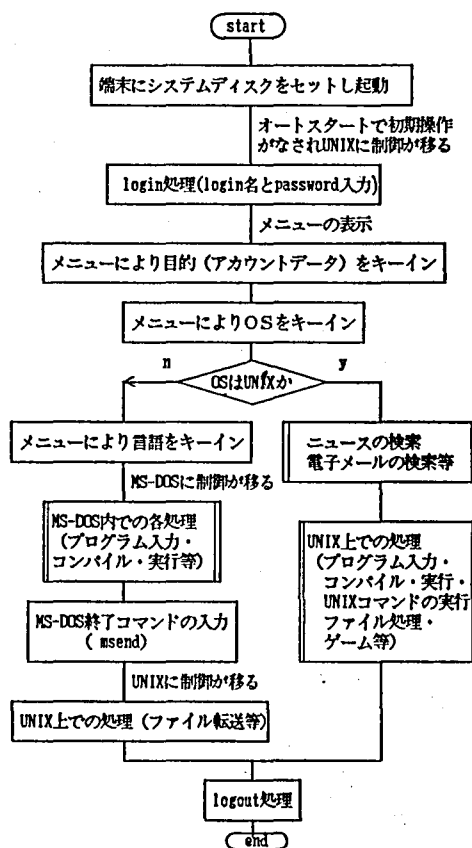 start
端末にシステムディスクをセットし起動
オートスタートで初期操作
がなされUNIXに制御が移る
login処理(login名とpassword入力)
メニューの表示
メニューにより目的（アカウントデータ）をキーイン
メニューによりＯＳをキーイン
n
y
OSはUNIXか
メニューにより言語をキーイン
MS-DOSに制御が移る
MS-DOS内での各処理
（プログラム入力・
コンパイル・実行等）
MS-DOS終了コマンドの入力
( msend)
UNIXに制御が移る
UNIX上での処理（ファイル転送等）
ニュースの検索
電子メールの検索等
UNIX上での処理
（プログラム入力・
コンパイル・実行・
UNIXコマンドの実行
ファイル処理・
ゲーム等）
logout処理
end